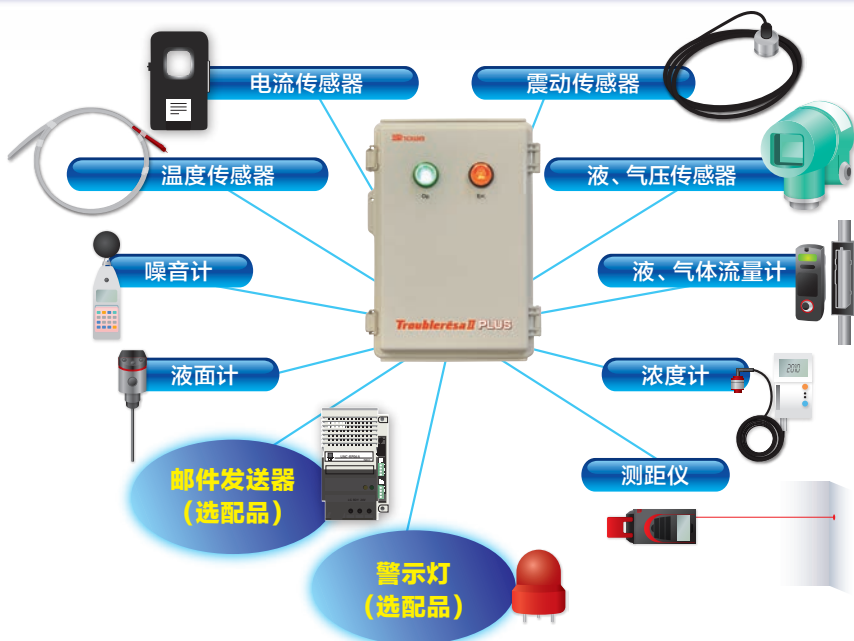 电流传感器
震动传感器
温度传感器
液、气压传感器
噪音计
液、气体流量计
Troublerēsa II PLUS
液面计
浓度计
2010
邮件发送器
(选配品)
测距仪
警示灯
(选配品)